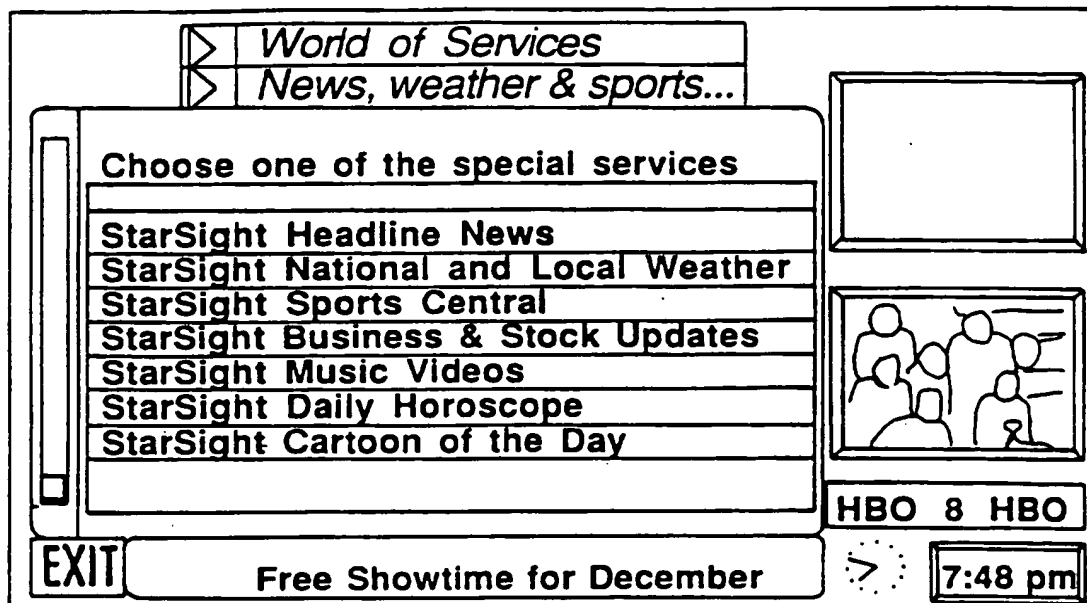 World of Services
News, weather & sports...
Choose one of the special services
StarSight Headline News
StarSight National and Local Weather
StarSight Sports Central
StarSight Business & Stock Updates
StarSight Music Videos
StarSight Daily Horoscope
StarSight Cartoon of the Day
HBO 8 HBO
EXIT
Free Showtime for December
7:48 pm